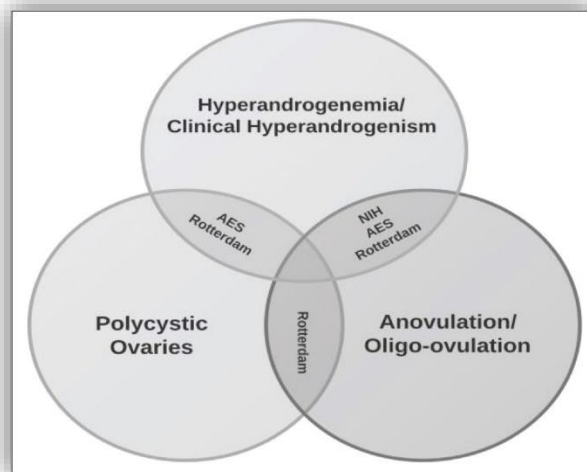 Hyperandrogenemia/
Clinical Hyperandrogenism
AES
Rotterdam
NIH
AES
Rotterdam
Polycystic
Ovaries
Rotterdam
Anovulation/
Oligo-ovulation